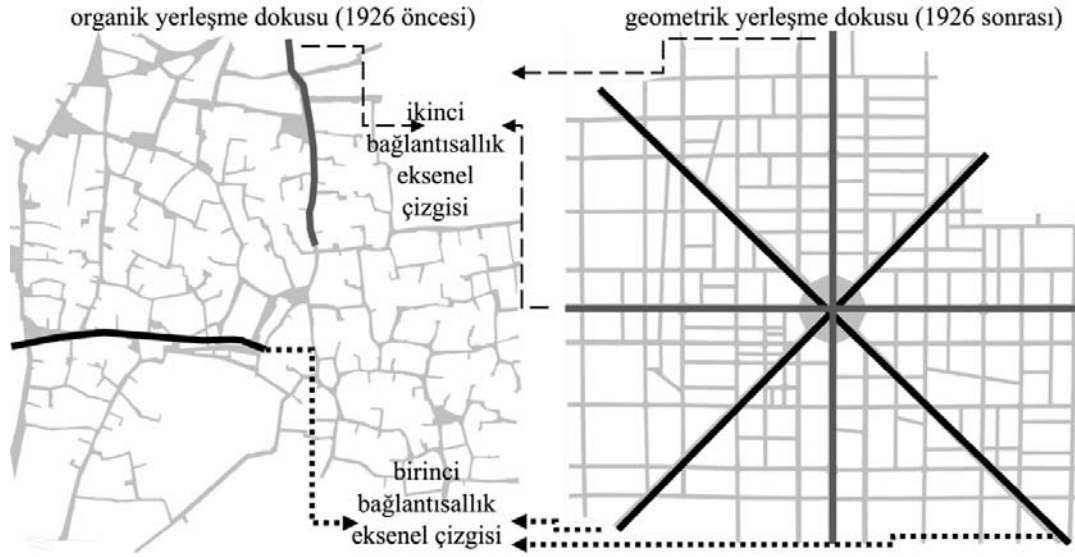 organik yerleşme dokusu (1926 öncesi)
geometrik yerleşme dokusu (1926 sonrası)
ikinci
bağlantısallık
eksenel
çizgisi
birinci
bağlantısallık
eksenel çizgisi